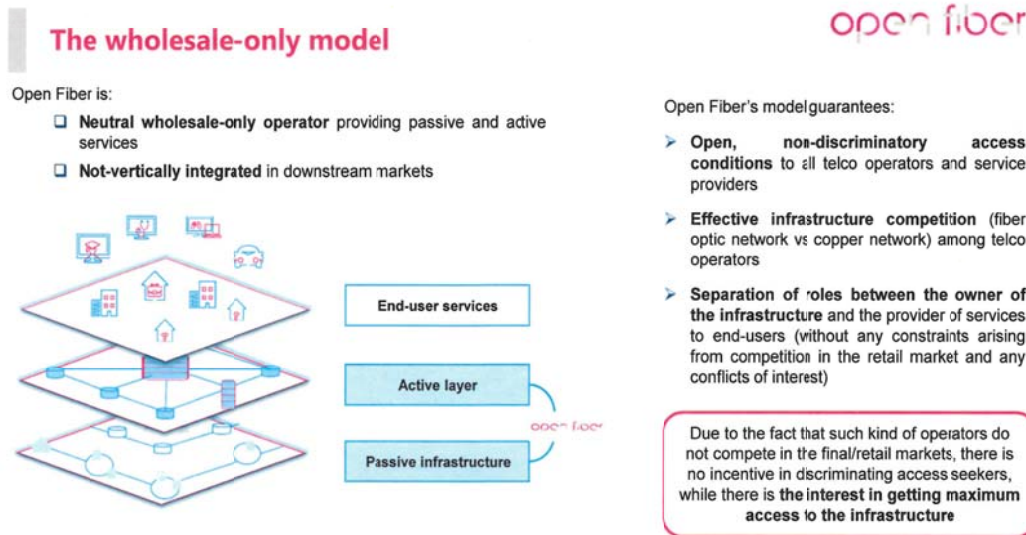 The wholesale-only model
open fiber
Open Fiber is:
Neutral wholesale-only operator providing passive and active
services
Not-vertically integrated in downstream markets
End-user services
Active layer
open fiber
Passive infrastructure
Open Fiber's model guarantees:
Open, non-discriminatory access
conditions to all telco operators and service
providers
Effective infrastructure competition (fiber
optic network vs copper network) among telco
operators
Separation of roles between the owner of
the infrastructure and the provider of services
to end-users (without any constraints arising
from competition in the retail market and any
conflicts of interest)
Due to the fact that such kind of operators do
not compete in the final/retail markets, there is
no incentive in discriminating access seekers,
while there is the interest in getting maximum
access to the infrastructure